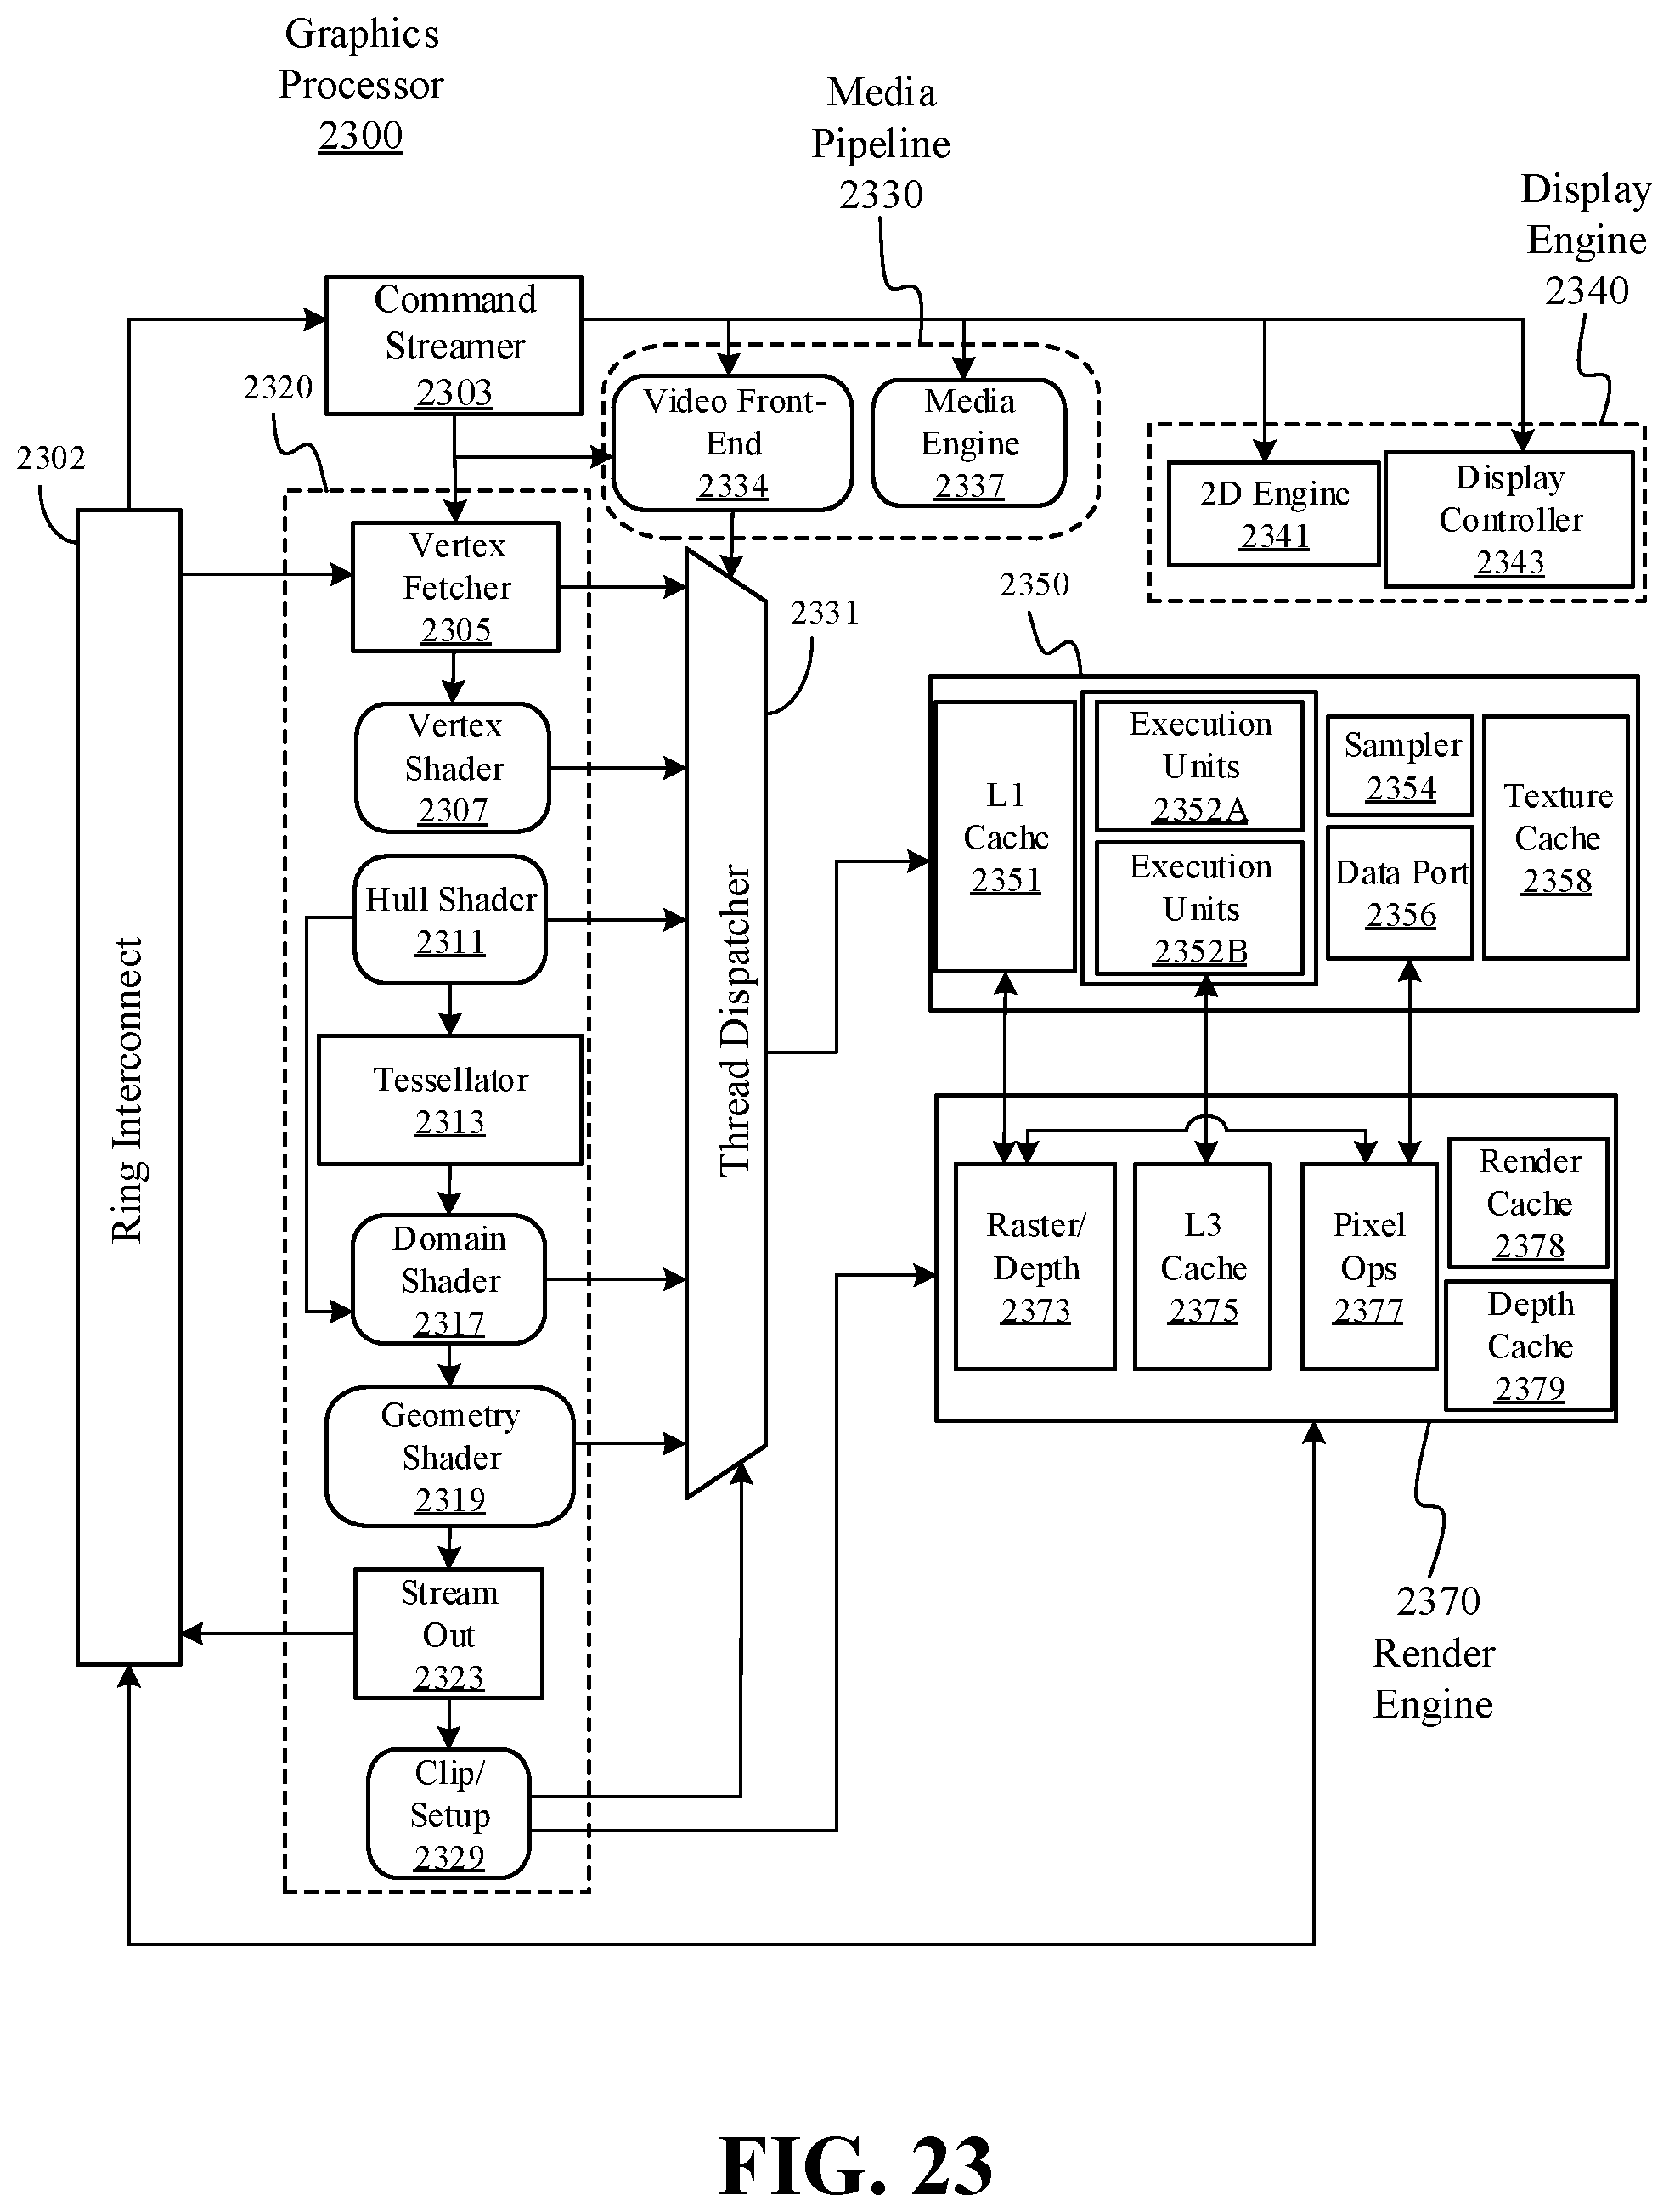 Graphics
Processor
2300
Media
Pipeline
2330
Display
Engine
2340
Command
Streamer
2303
2320
2302
Video Front-
End
2334
Media
Engine
2337
2D Engine
2341
Display
Controller
2343
Ring Interconnect
Vertex
Fetcher
2305
Vertex
Shader
2307
Hull Shader
2311
Tessellator
2313
Domain
Shader
2317
Geometry
Shader
2319
Stream
Out
2323
Clip/
Setup
2329
Thread Dispatcher
2331
2350
L1
Cache
2351
Execution
Units
2352A
Execution
Units
2352B
Sampler
2354
Data Port
2356
Texture
Cache
2358
Raster/
Depth
2373
L3
Cache
2375
Pixel
Ops
2377
Render
Cache
2378
Depth
Cache
2379
2370
Render
Engine
FIG. 23